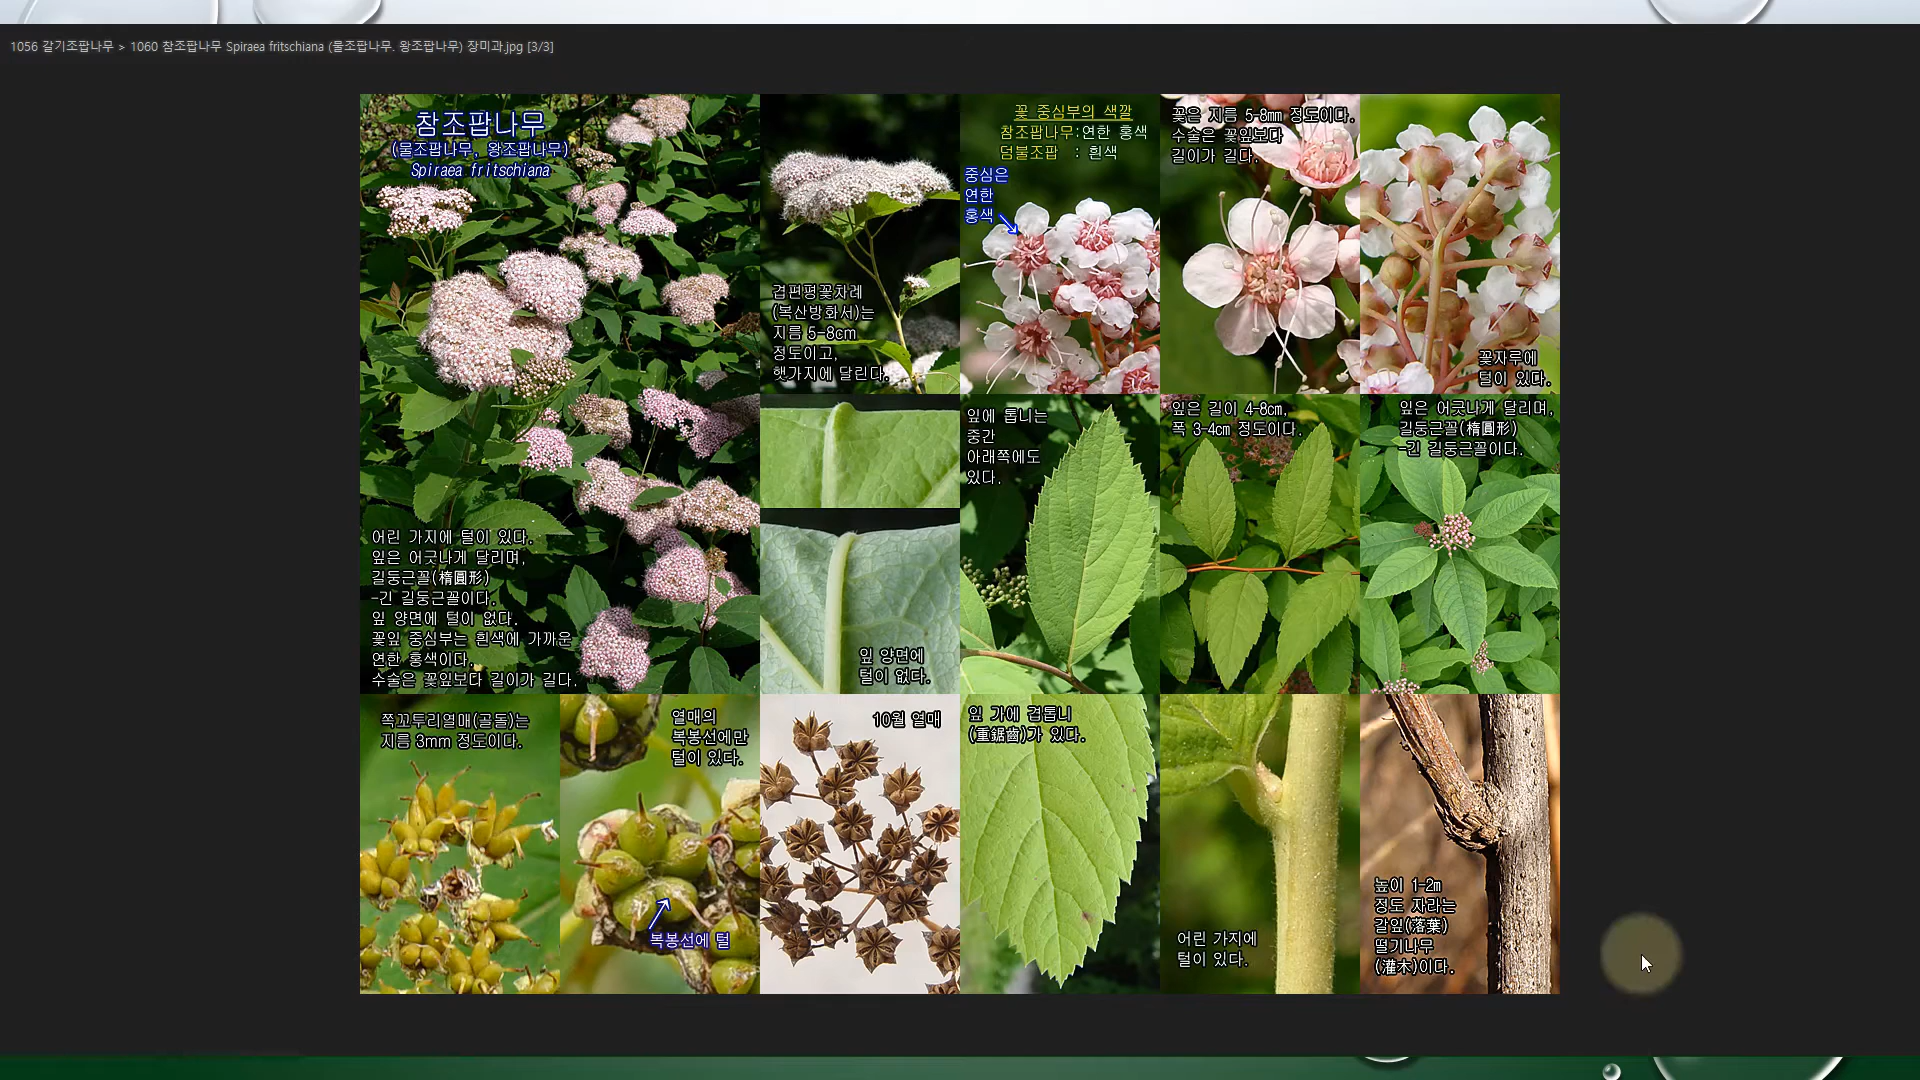 1056 갈기조팝나무 > 1060 참조팝나무 Spiraea fritschiana (물조팝나무. 왕조팝나무) 장미과.jpg [3/3]
참조팝나무
(물조팝나무, 왕조팝나무)
Spiraea fritschiana
어린 가지에 털이 있다.
잎은 어긋나게 달리며,
길둥근꼴(楕圓形)
-긴 길둥근꼴이다.
잎 양면에 털이 없다.
꽃잎 중심부는 흰색에 가까운
연한 홍색이다.
수술은 꽃잎보다 길이가 길다.
겹편평꽃차례
(복산방화서)는
지름 5-8cm
정도이고,
햇가지에 달린다.
꽃 중심부의 색깔
참조팝나무:연한 홍색
덤불조팝 : 흰색
중심은
연한
홍색
꽃은 지름 5-8mm 정도이다.
수술은 꽃잎보다
길이가 길다.
꽃자루에
털이 있다.
잎 양면에
털이 없다.
잎에 톱니는
중간
아래쪽에도
있다.
잎은 길이 4-8cm,
폭 3-4cm 정도이다.
잎은 어긋나게 달리며,
길둥근꼴(楕圓形)
-긴 길둥근꼴이다.
쪽꼬투리열매(골돌)는
지름 3mm 정도이다.
열매의
복봉선에만
털이 있다.
복봉선에 털
10월 열매
잎 가에 겹톱니
(重鋸齒)가 있다.
어린 가지에
털이 있다.
높이 1-2m
정도 자라는
갈잎(落葉)
떨기나무
(灌木)이다.